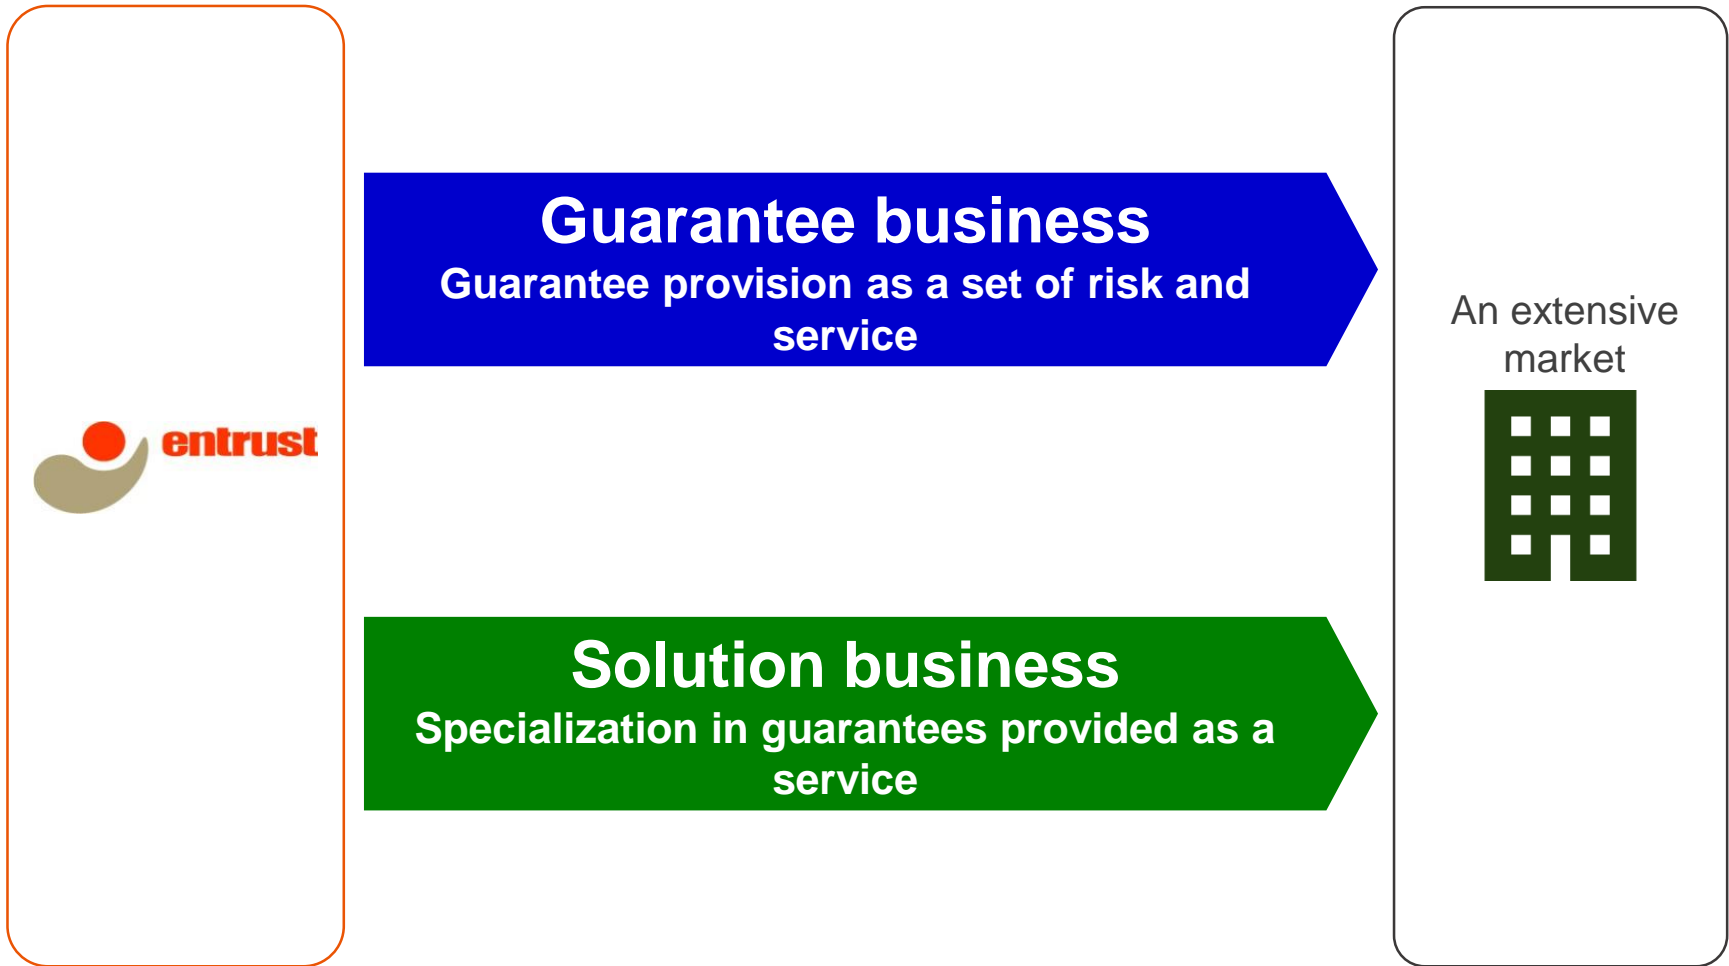 entrust
Guarantee business
Guarantee provision as a set of risk and
service
Solution business
Specialization in guarantees provided as a
service
An extensive
market